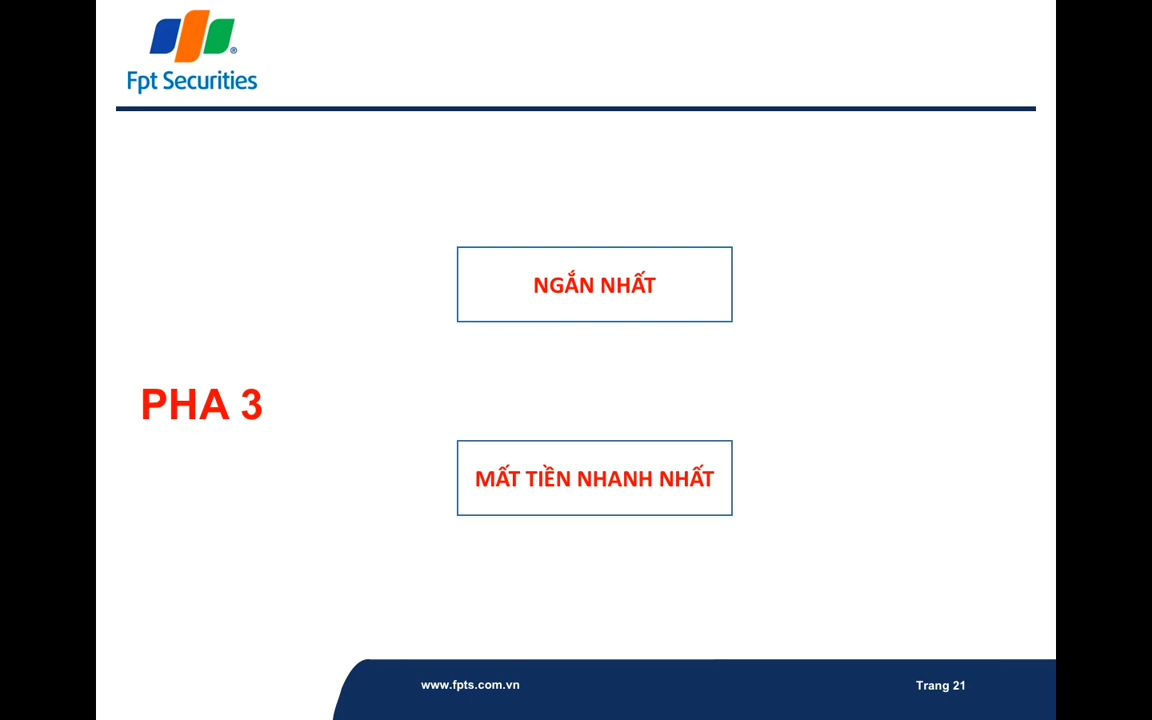 Fpt Securities
NGẮN NHẤT
PHA 3
MẤT TIỀN NHANH NHẤT
www.fpts.com.vn
Trang 21